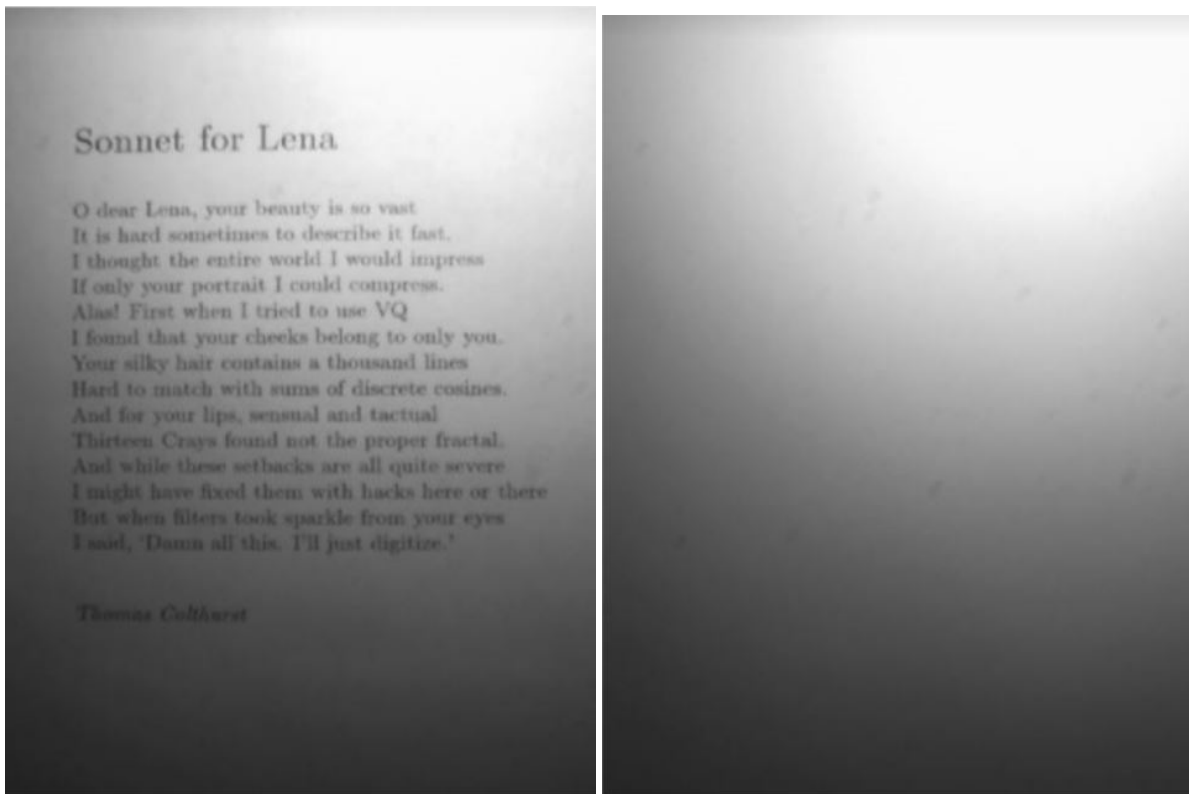 Sonnet for Lena
O dear Lena, your beauty is so vast
It is hard sometimes to describe it fast.
I thought the entire world I would impress
If only your portrait I could compress.
Alas! First when I tried to use VQ
I found that your cheeks belong to only you.
Your silky hair contains a thousand lines
Hard to match with sums of discrete cosines.
And for your lips, sensual and tactual
Thirteen Crays found not the proper fractal.
And while these setbacks are all quite severe
I might have fixed them with hacks here or there
But when filters took sparkle from your eyes
I said, 'Damn all this. I'll just digitize.'
Thomas Colthurst